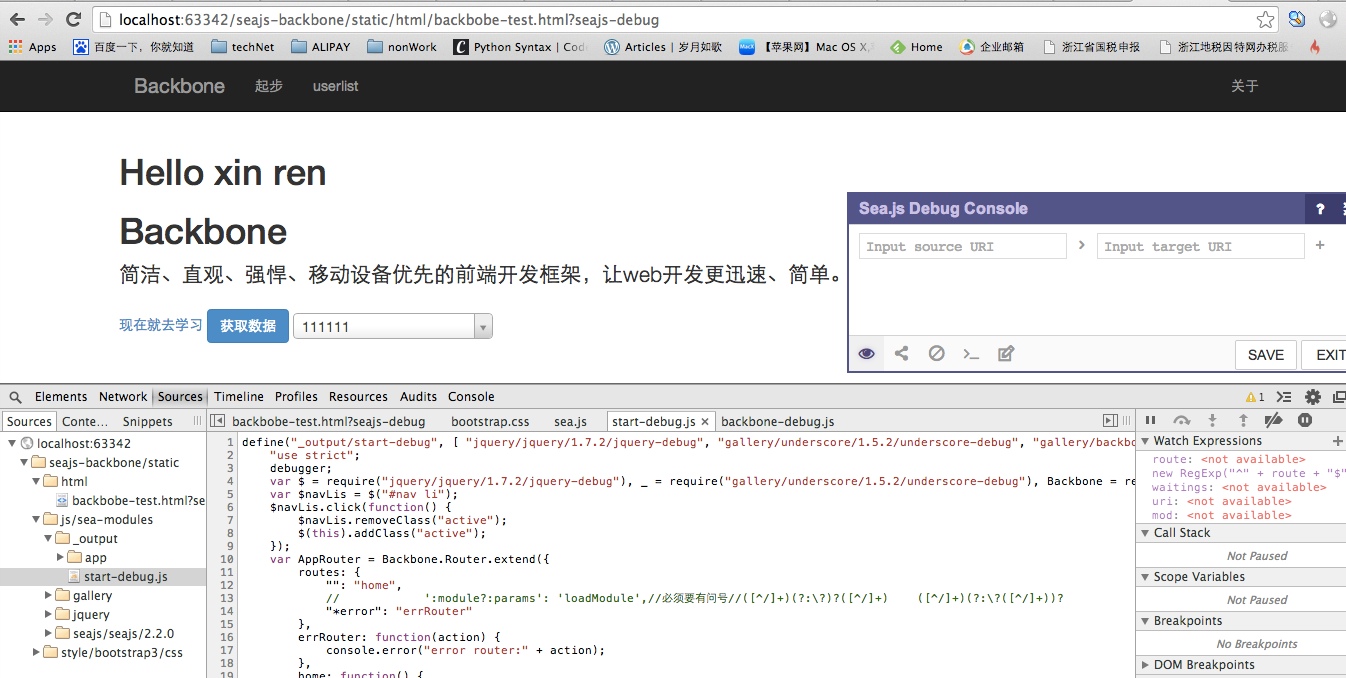 localhost:63342/seajs-backbone/static/html/backbobe-test.html?seajs-debug
Apps 百度一下，你就知道 techNet ALIPAY nonWork Python Syntax | Cod Articles | 岁月如歌 【苹果网】Mac OS X, Home 企业邮箱 浙江省国税申报 浙江地税因特网办税服
Backbone 起步 userlist 关于
Hello xin ren
Backbone
简洁、直观、强悍、移动设备优先的前端开发框架，让web开发更迅速、简单。
现在就去学习 获取数据 111111
Sea.js Debug Console ?
Input source URI > Input target URI +
SAVE EXIT
Elements Network Sources Timeline Profiles Resources Audits Console 1
Sources Conte... Snippets backbobe-test.html?seajs-debug bootstrap.css sea.js start-debug.js × backbone-debug.js
localhost:63342
seajs-backbone/static
html
backbobe-test.html?se
js/sea-modules
_output
app
start-debug.js
gallery
jquery
seajs/seajs/2.2.0
style/bootstrap3/css
1 define("_output/start-debug", [ "jquery/jquery/1.7.2/jquery-debug", "gallery/underscore/1.5.2/underscore-debug", "gallery/backbo
2 "use strict";
3 debugger;
4 var $ = require("jquery/jquery/1.7.2/jquery-debug"), _ = require("gallery/underscore/1.5.2/underscore-debug"), Backbone = re
5 var $navLis = $("#nav li");
6 $navLis.click(function() {
7 $navLis.removeClass("active");
8 $(this).addClass("active");
9 });
10 var AppRouter = Backbone.Router.extend({
11 routes: {
12 "": "home",
13 // ':module?:params': 'loadModule',//必须要有问号//([^/]+)(?:\?)?([^/]+) ([^/]+)(?:\?([^/]+))?
14 "*error": "errRouter"
15 },
16 errRouter: function(action) {
17 console.error("error router:" + action);
18 },
19 home: function() {
Watch Expressions +
route: <not available>
new RegExp("^" + route + "$"
waitings: <not available>
uri: <not available>
mod: <not available>
Call Stack
Not Paused
Scope Variables
Not Paused
Breakpoints
No Breakpoints
DOM Breakpoints